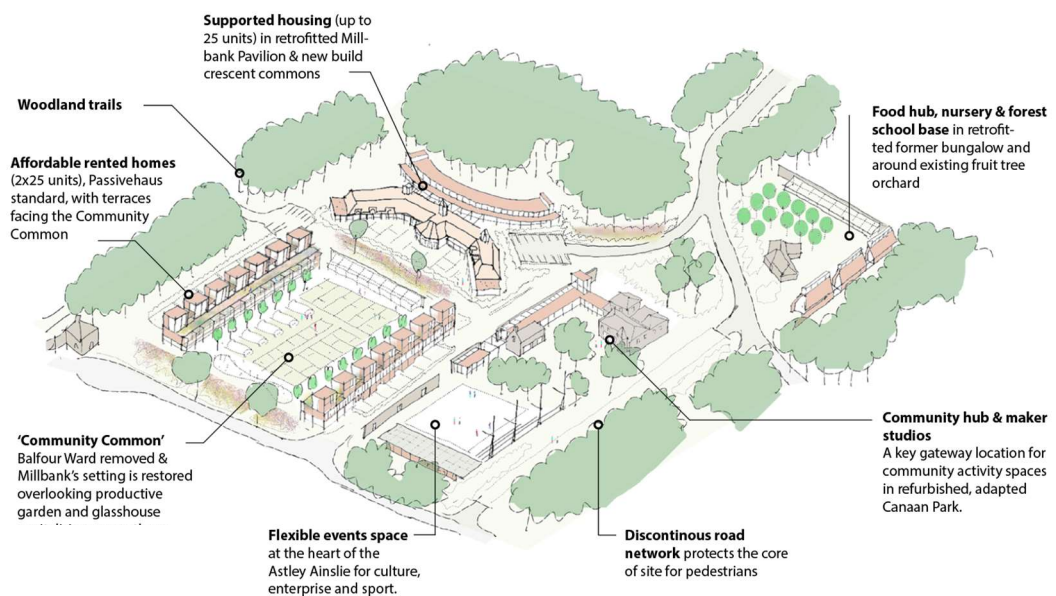 Supported housing (up to
25 units) in retrofitted Mill-
bank Pavilion & new build
crescent commons
Woodland trails
Affordable rented homes
(2x25 units), Passivehaus
standard, with terraces
facing the Community
Common
Food hub, nursery & forest
school base in retrofit-
ted former bungalow and
around existing fruit tree
orchard
‘Community Common’
Balfour Ward removed &
Millbank’s setting is restored
overlooking productive
garden and glasshouse
Flexible events space
at the heart of the
Astley Ainslie for culture,
enterprise and sport.
Discontinous road
network protects the core
of site for pedestrians
Community hub & maker
studios
A key gateway location for
community activity spaces
in refurbished, adapted
Canaan Park.